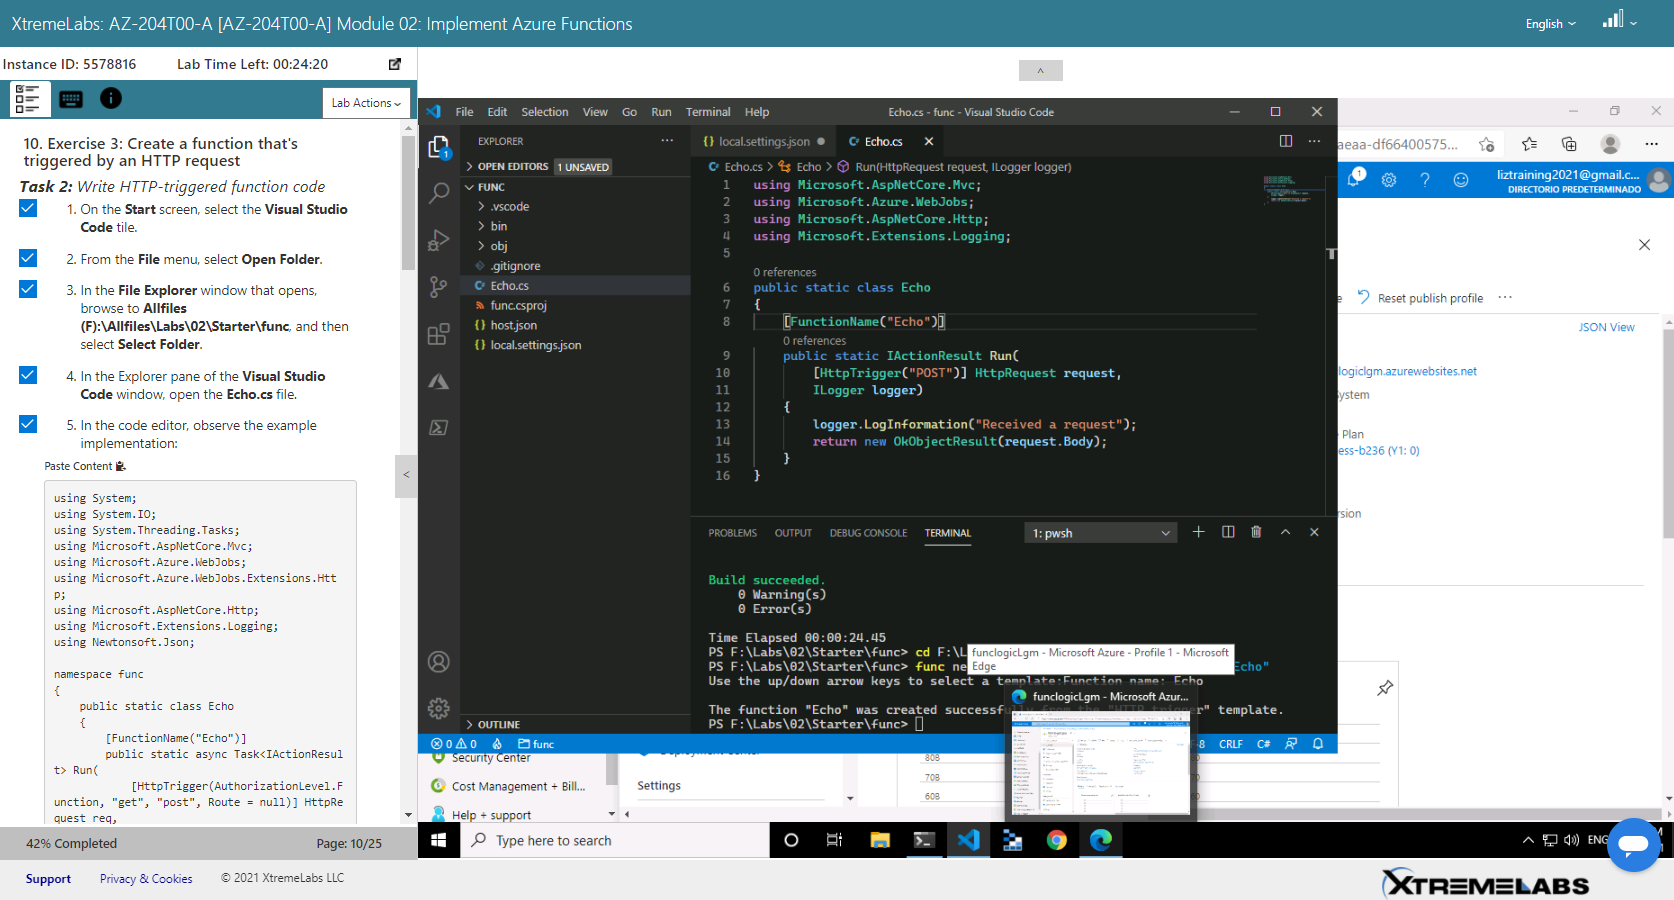 XtremeLabs: AZ-204T00-A [AZ-204T00-A] Module 02: Implement Azure Functions
English
Instance ID: 5578816
Lab Time Left: 00:24:20
Lab Actions
10. Exercise 3: Create a function that's
triggered by an HTTP request
Task 2: Write HTTP-triggered function code
1. On the Start screen, select the Visual Studio
Code tile.
2. From the File menu, select Open Folder.
3. In the File Explorer window that opens,
browse to Allfiles
(F):\Allfiles\Labs\02\Starter\func, and then
select Select Folder.
4. In the Explorer pane of the Visual Studio
Code window, open the Echo.cs file.
5. In the code editor, observe the example
implementation:
Paste Content
using System;
using System.IO;
using System.Threading.Tasks;
using Microsoft.AspNetCore.Mvc;
using Microsoft.Azure.WebJobs;
using Microsoft.Azure.WebJobs.Extensions.Htt
p;
using Microsoft.AspNetCore.Http;
using Microsoft.Extensions.Logging;
using Newtonsoft.Json;
namespace func
{
public static class Echo
{
[FunctionName("Echo")]
public static async Task<IActionResul
t> Run(
[HttpTrigger(AuthorizationLevel.F
unction, "get", "post", Route = null)] HttpRe
quest req,
42% Completed
Page: 10/25
Support
Privacy & Cookies
© 2021 XtremeLabs LLC
File Edit Selection View Go Run Terminal Help
Echo.cs - func - Visual Studio Code
EXPLORER
OPEN EDITORS 1 UNSAVED
FUNC
.vscode
bin
obj
.gitignore
Echo.cs
func.csproj
host.json
local.settings.json
OUTLINE
1
local.settings.json
Echo.cs
Echo.cs > Echo > Run(HttpRequest request, ILogger logger)
1 using Microsoft.AspNetCore.Mvc;
2 using Microsoft.Azure.WebJobs;
3 using Microsoft.AspNetCore.Http;
4 using Microsoft.Extensions.Logging;
5
0 references
6 public static class Echo
7 {
8 [FunctionName("Echo")]
0 references
9 public static IActionResult Run(
10 [HttpTrigger("POST")] HttpRequest request,
11 ILogger logger)
12 {
13 logger.LogInformation("Received a request");
14 return new OkObjectResult(request.Body);
15 }
16 }
PROBLEMS OUTPUT DEBUG CONSOLE TERMINAL
1: pwsh
Build succeeded.
0 Warning(s)
0 Error(s)
Time Elapsed 00:00:24.45
PS F:\Labs\02\Starter\func> cd F:\L
PS F:\Labs\02\Starter\func> func ne Echo"
Use the up/down arrow keys to select a template:Function name: Echo
The function "Echo" was created successfully from the "HTTP trigger" template.
PS F:\Labs\02\Starter\func>
funclogicLgm - Microsoft Azure - Profile 1 - Microsoft
Edge
funclogicLgm - Microsoft Azur...
0 0 func
F-8 CRLF C#
aeaa-df66400575...
1
liztraining2021@gmail.c...
DIRECTORIO PREDETERMINADO
Reset publish profile
JSON View
logiclgm.azurewebsites.net
ystem
Plan
ess-b236 (Y1: 0)
rsion
Security Center
Cost Management + Bill...
Help + support
Settings
80B
70B
60B
Type here to search
ENG
XTREMELABS